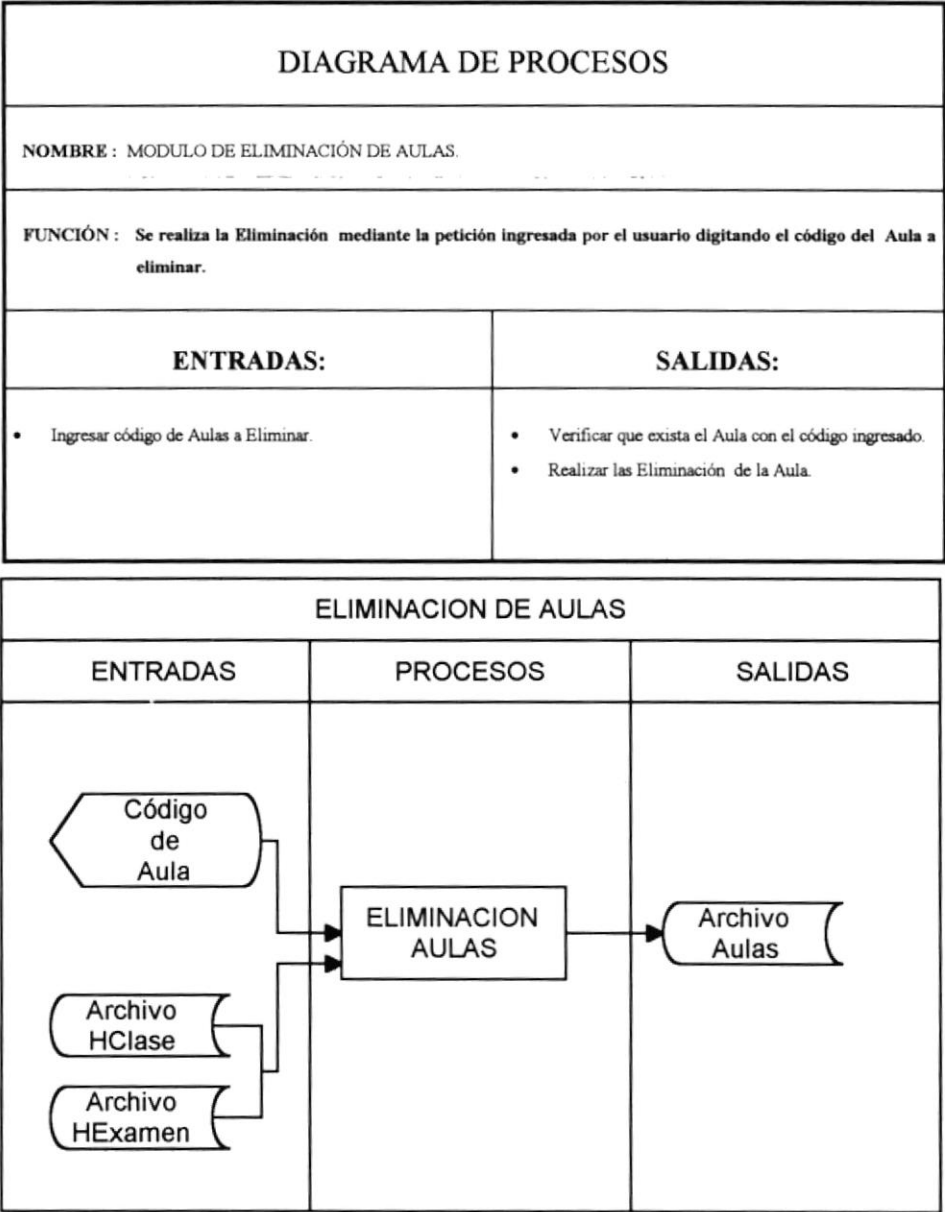 DIAGRAMA DE PROCESOS
NOMBRE : MODULO DE ELIMINACIÓN DE AULAS.
FUNCIÓN : Se realiza la Eliminación mediante la petición ingresada por el usuario digitando el código del Aula a
eliminar.
ENTRADAS:
SALIDAS:
• Ingresar código de Aulas a Eliminar.
• Verificar que exista el Aula con el código ingresado.
• Realizar las Eliminación de la Aula.
ELIMINACION DE AULAS
ENTRADAS
PROCESOS
SALIDAS
Código
de
Aula
ELIMINACION
AULAS
Archivo
Aulas
Archivo
HClase
Archivo
HExamen